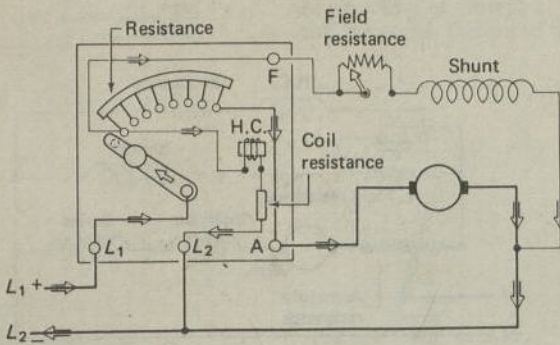 Resistance
Field
resistance
Shunt
F
H.C.
Coil
resistance
L₁
L₂
A
L₁ +
L₂ –